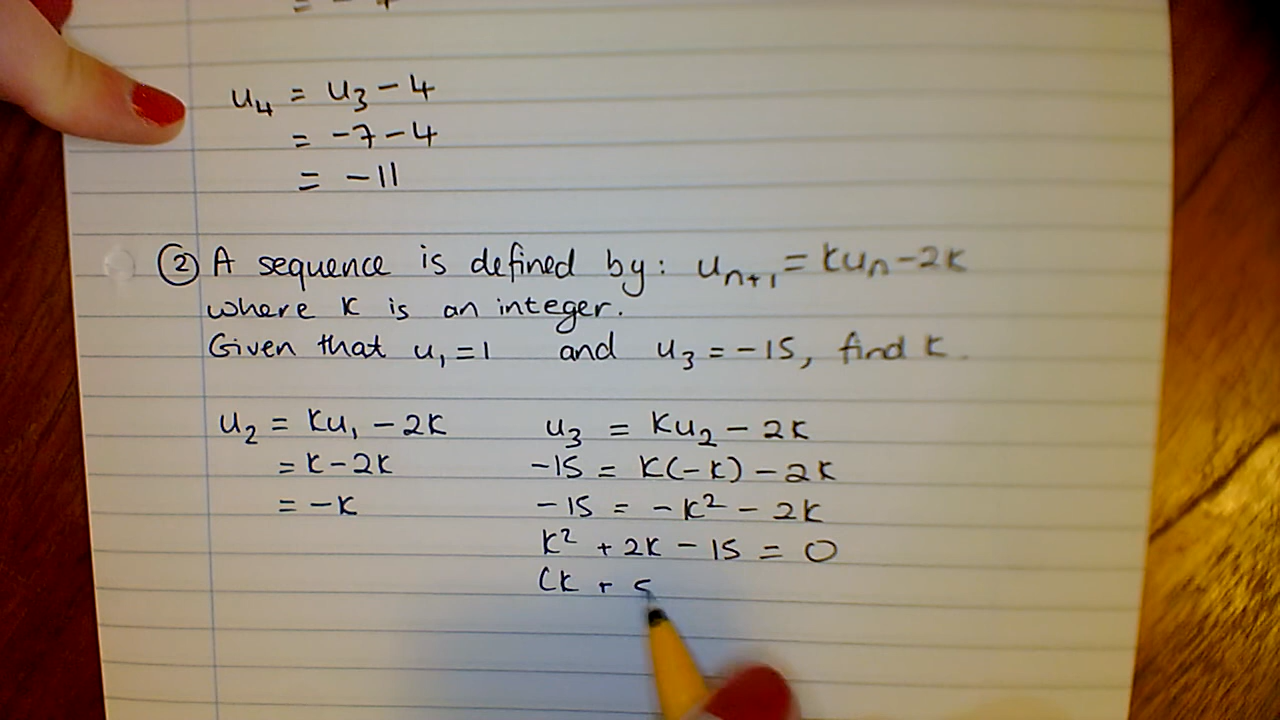 u₄ = u₃ - 4
= -7 - 4
= -11
② A sequence is defined by: uₙ₊₁ = kuₙ - 2k
where k is an integer.
Given that u₁ = 1 and u₃ = -15, find k.
u₂ = ku₁ - 2k
= k - 2k
= -k
u₃ = ku₂ - 2k
-15 = k(-k) - 2k
-15 = -k² - 2k
k² + 2k - 15 = 0
(k + 5